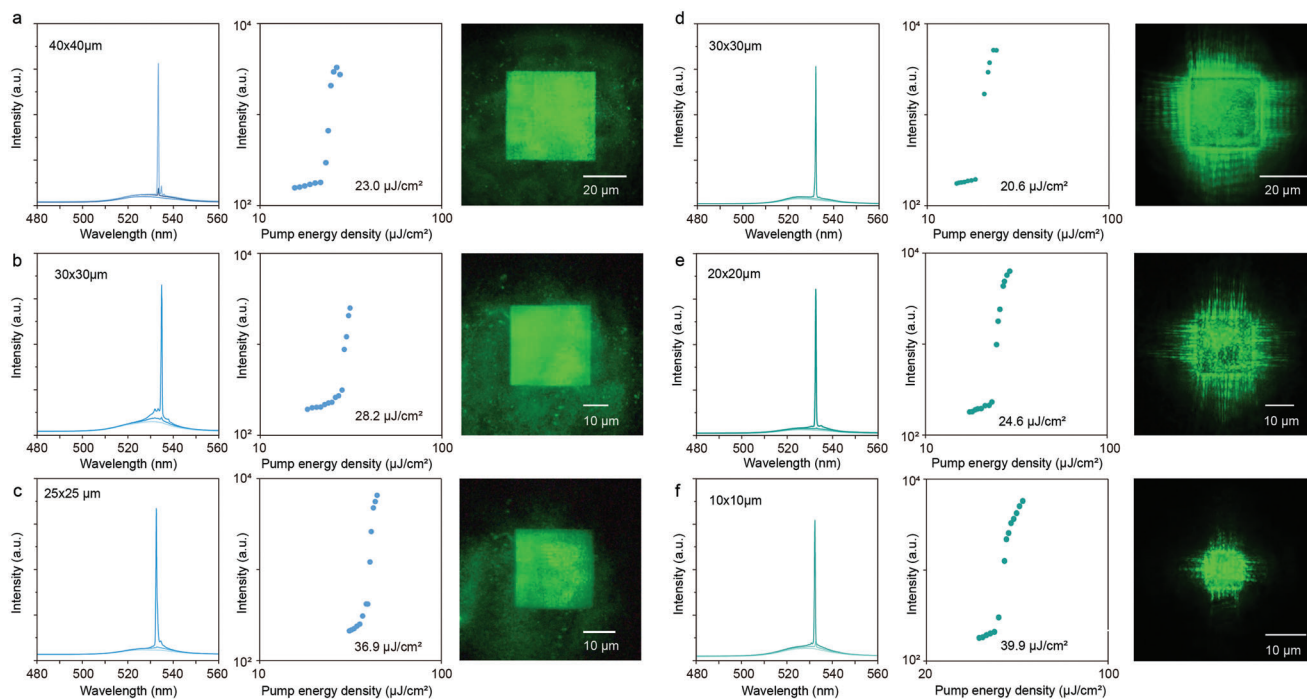 a
40x40µm
Intensity (a.u.)
480 500 520 540 560
Wavelength (nm)
10⁴
Intensity (a.u.)
10²
23.0 µJ/cm²
10 100
Pump energy density (µJ/cm²)
20 µm
d
30x30µm
Intensity (a.u.)
480 500 520 540 560
Wavelength (nm)
10⁴
Intensity (a.u.)
10²
20.6 µJ/cm²
10 100
Pump energy density (µJ/cm²)
20 µm
b
30x30µm
Intensity (a.u.)
480 500 520 540 560
Wavelength (nm)
10⁴
Intensity (a.u.)
10²
28.2 µJ/cm²
10 100
Pump energy density (µJ/cm²)
10 µm
e
20x20µm
Intensity (a.u.)
480 500 520 540 560
Wavelength (nm)
10⁴
Intensity (a.u.)
10²
24.6 µJ/cm²
10 100
Pump energy density (µJ/cm²)
10 µm
c
25x25 µm
Intensity (a.u.)
480 500 520 540 560
Wavelength (nm)
10⁴
Intensity (a.u.)
10²
36.9 µJ/cm²
10 100
Pump energy density (µJ/cm²)
10 µm
f
10x10µm
Intensity (a.u.)
480 500 520 540 560
Wavelength (nm)
10⁴
Intensity (a.u.)
10²
39.9 µJ/cm²
20 100
Pump energy density (µJ/cm²)
10 µm